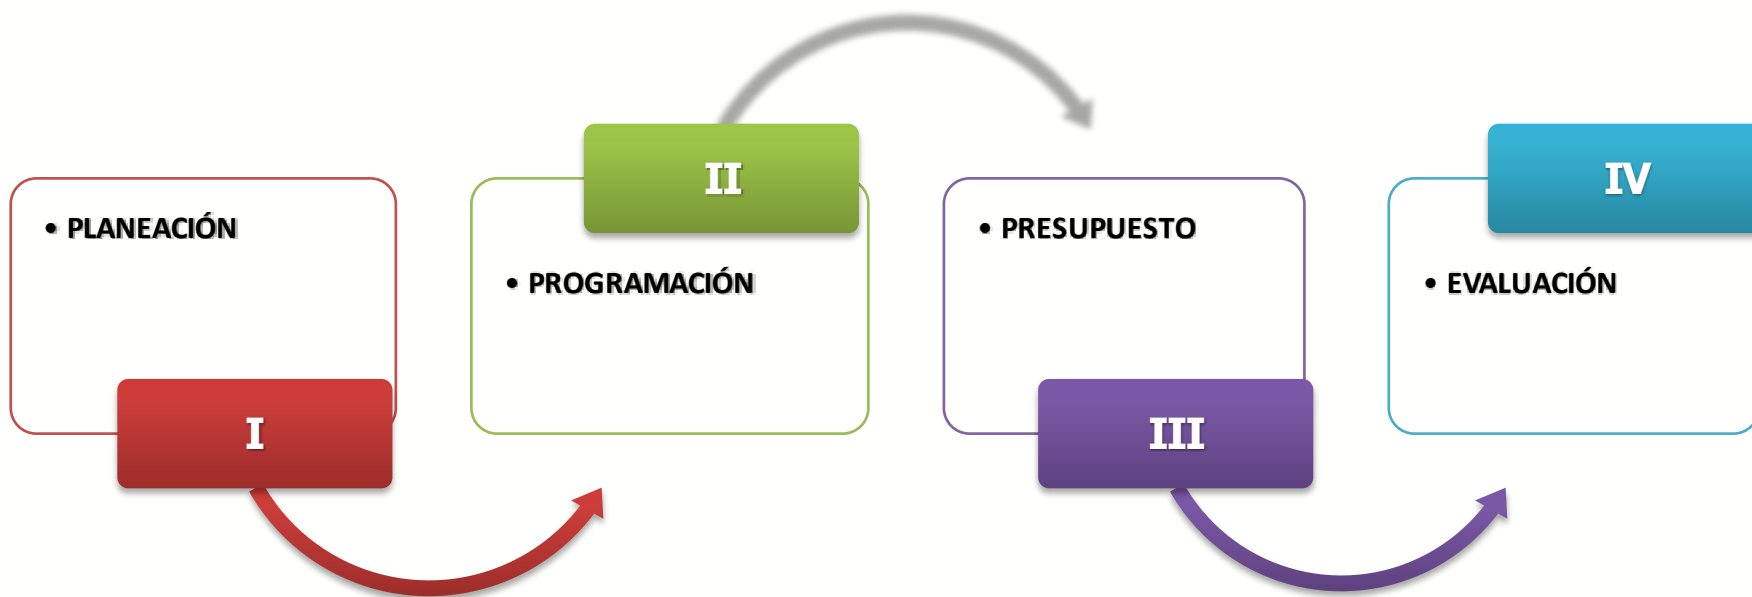 • PLANEACIÓN
I
II
• PROGRAMACIÓN
• PRESUPUESTO
III
IV
• EVALUACIÓN